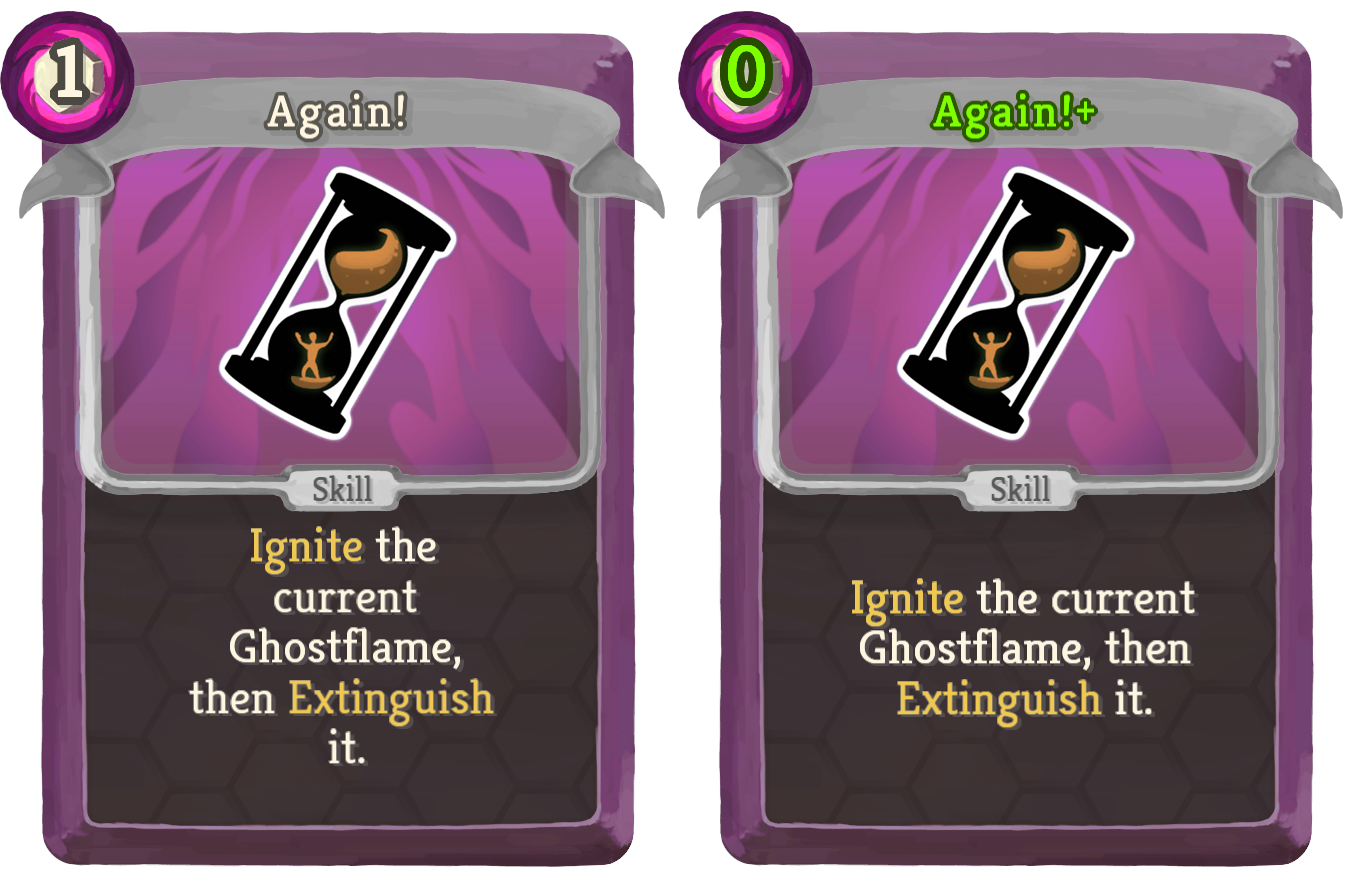 1
Again!
Skill
Ignite the
current
Ghostflame,
then Extinguish
it.
0
Again!+
Skill
Ignite the current
Ghostflame, then
Extinguish it.